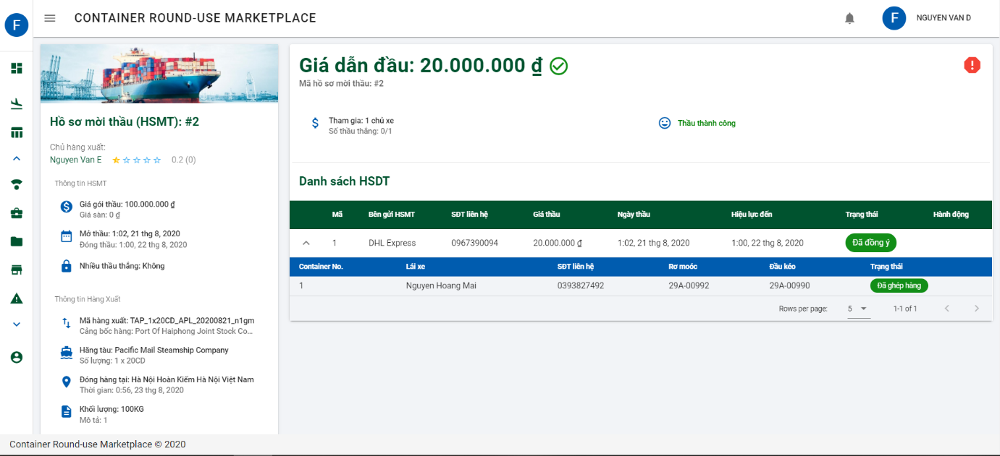 F
CONTAINER ROUND-USE MARKETPLACE
F
NGUYEN VAN D
Hồ sơ mời thầu (HSMT): #2
Chủ hàng xuất:
Nguyen Van E 0.2 (0)
Thông tin HSMT
Giá gói thầu: 100.000.000 ₫
Giá sàn: 0 ₫
Mở thầu: 1:02, 21 thg 8, 2020
Đóng thầu: 1:00, 22 thg 8, 2020
Nhiều thầu thắng: Không
Thông tin Hàng Xuất
Mã hàng xuất: TAP_1x20CD_APL_20200821_n1gm
Cảng bốc hàng: Port Of Haiphong Joint Stock Co...
Hãng tàu: Pacific Mail Steamship Company
Số lượng: 1 x 20CD
Đóng hàng tại: Hà Nội Hoàn Kiếm Hà Nội Việt Nam
Thời gian: 0:56, 23 thg 8, 2020
Khối lượng: 100KG
Mô tả: 1
Giá dẫn đầu: 20.000.000 ₫
Mã hồ sơ mời thầu: #2
Tham gia: 1 chủ xe
Số thầu thắng: 0/1
Thầu thành công
Danh sách HSDT
Mã Bên gửi HSMT SĐT liên hệ Giá thầu Ngày thầu Hiệu lực đến Trạng thái Hành động
1 DHL Express 0967390094 20.000.000 ₫ 1:02, 21 thg 8, 2020 1:00, 22 thg 8, 2020 Đã đồng ý
Container No. Lái xe SĐT liên hệ Rơ moóc Đầu kéo Trạng thái
1 Nguyen Hoang Mai 0393827492 29A-00992 29A-00990 Đã ghép hàng
Rows per page: 5 1-1 of 1
Container Round-use Marketplace © 2020